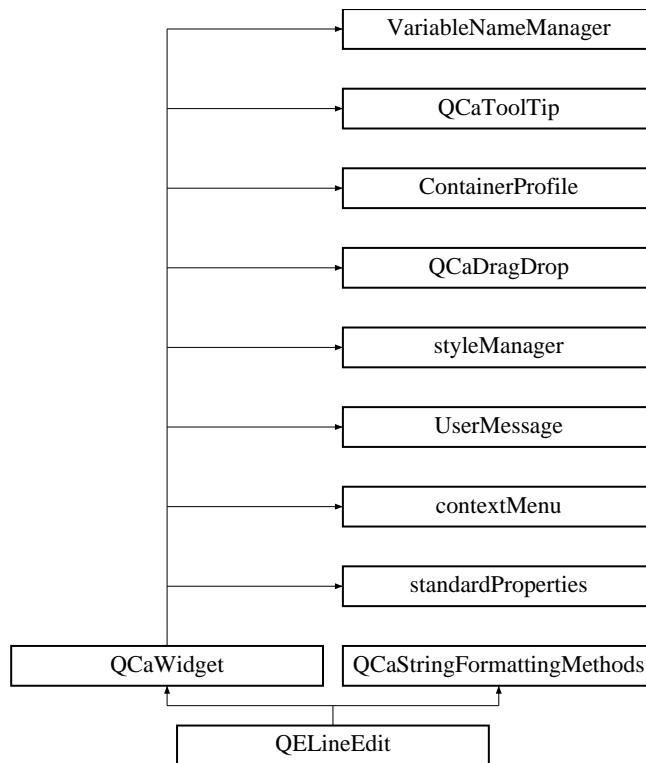 VariableNameManager
QCaToolTip
ContainerProfile
QCaDragDrop
styleManager
UserMessage
contextMenu
standardProperties
QCaWidget
QCaStringFormattingMethods
QELineEdit